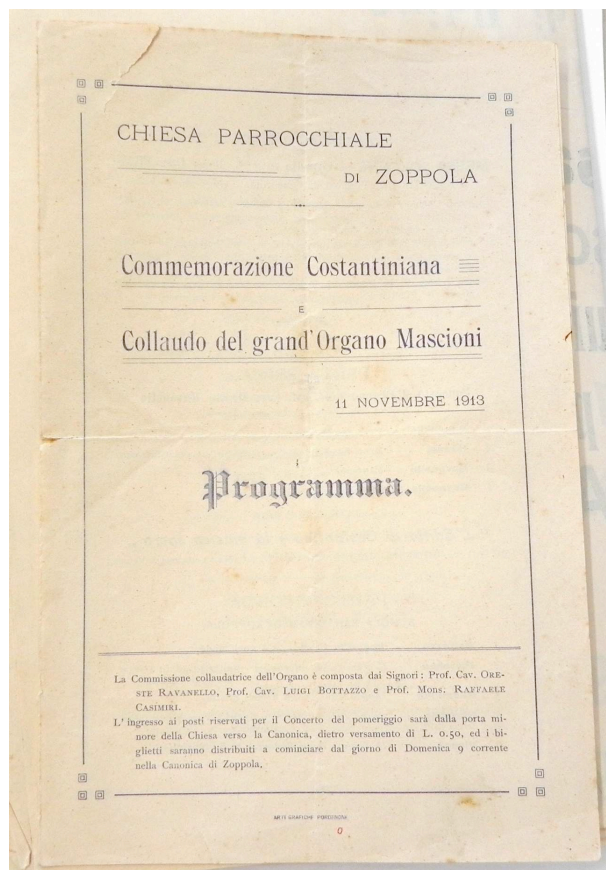 CHIESA PARROCCHIALE
DI ZOPPOLA
Commemorazione Costantiniana
E
Collaudo del grand'Organo Mascioni
11 NOVEMBRE 1913
Programma.
La Commissione collaudatrice dell'Organo è composta dai Signori: Prof. Cav. ORE-
STE RAVANELLO, Prof. Cav. LUIGI BOTTAZZO e Prof. Mons. RAFFAELE
CASIMIRI.
L'ingresso ai posti riservati per il Concerto del pomeriggio sarà dalla porta mi-
nore della Chiesa verso la Canonica, dietro versamento di L. 0.50, ed i bi-
glietti saranno distribuiti a cominciare dal giorno di Domenica 9 corrente
nella Canonica di Zoppola.
ARTI GRAFICHE PORDENONE